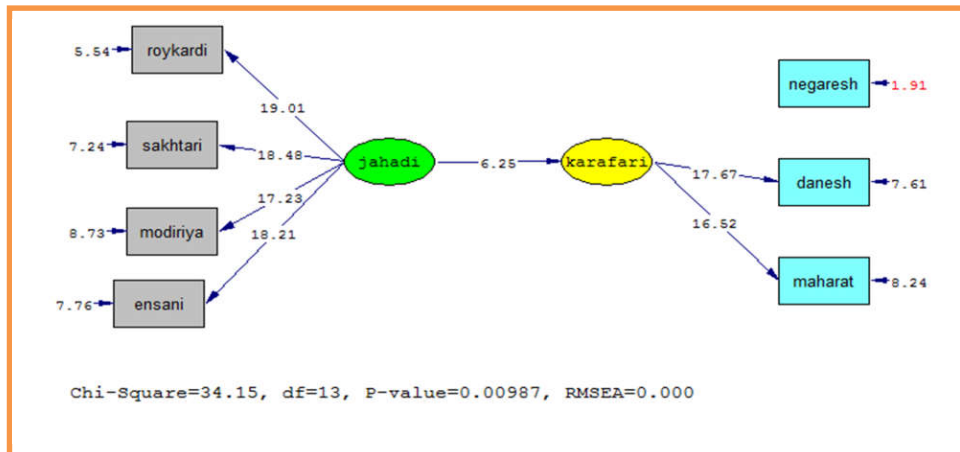 5.54
roykardi
19.01
7.24
sakhtari
18.48
8.73
modiriya
17.23
7.76
ensani
18.21
jahadi
6.25
karafari
17.67
16.52
negaresh
1.91
danesh
7.61
maharat
8.24
Chi-Square=34.15, df=13, P-value=0.00987, RMSEA=0.000